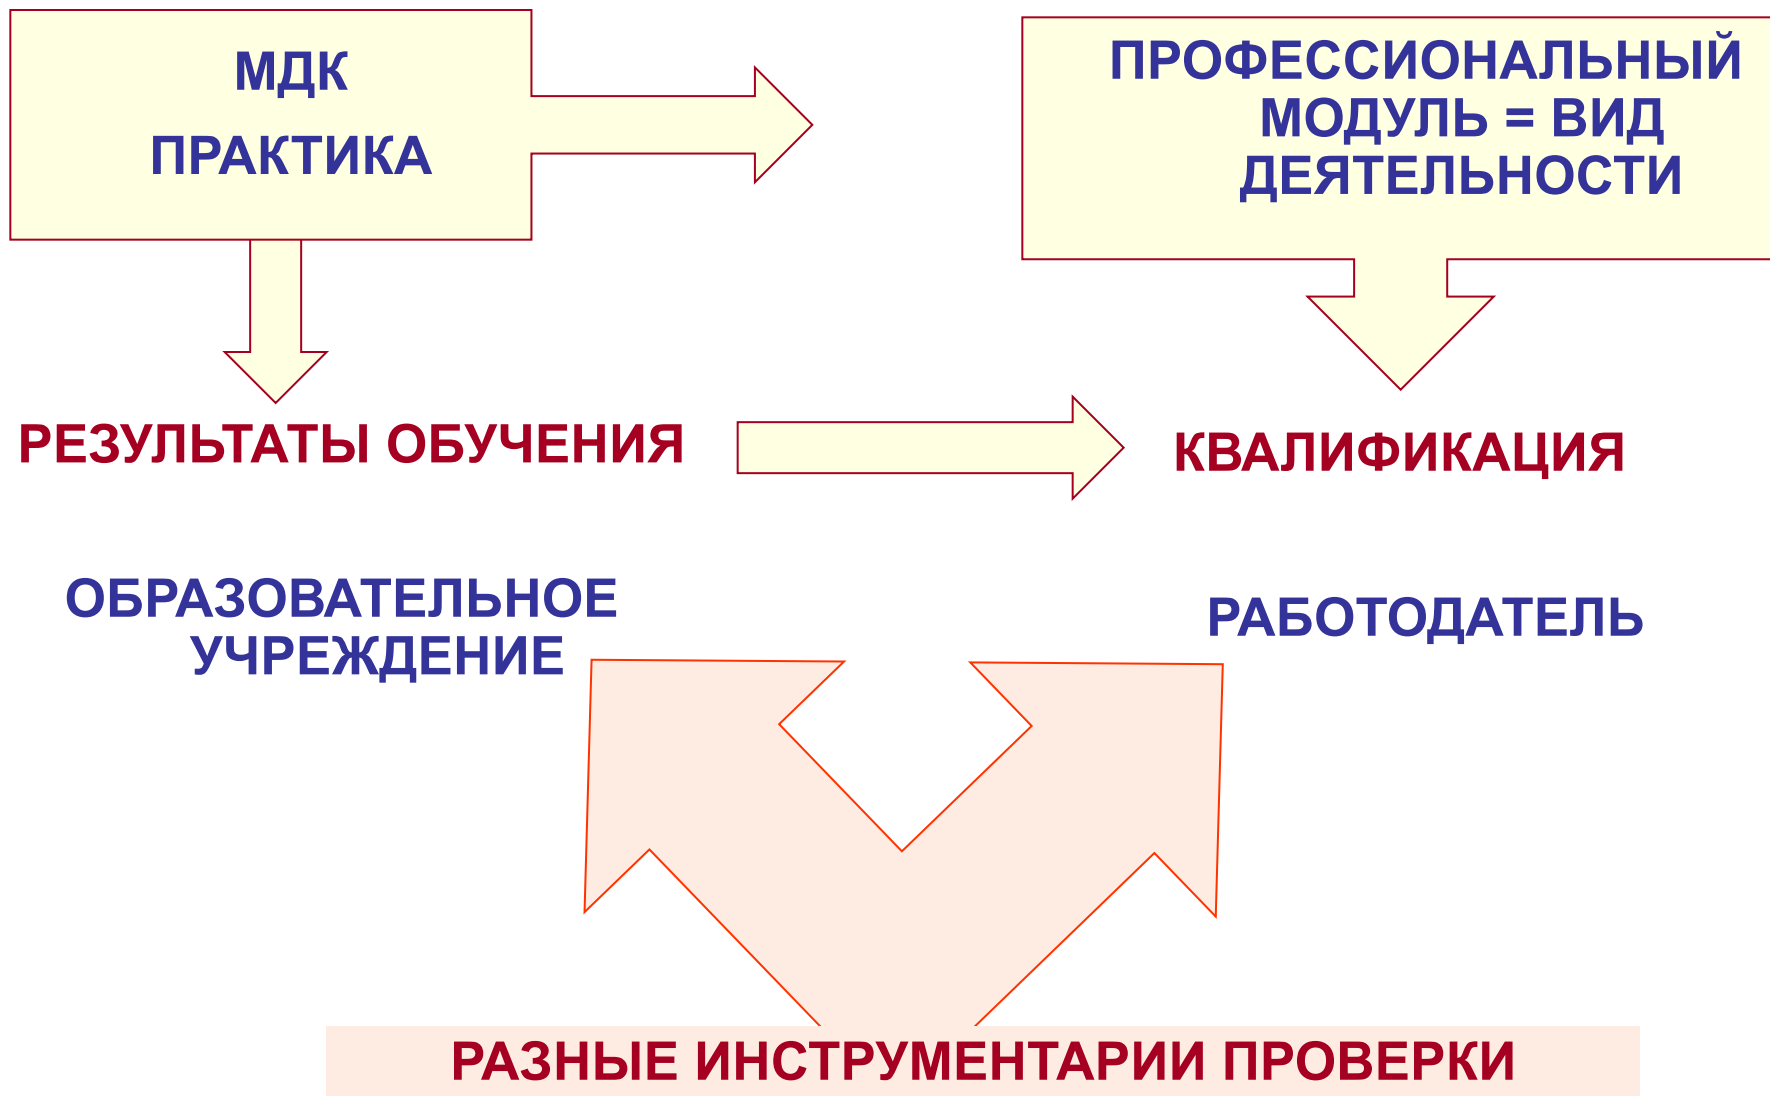 МДК
ПРАКТИКА
ПРОФЕССИОНАЛЬНЫЙ
МОДУЛЬ = ВИД
ДЕЯТЕЛЬНОСТИ
РЕЗУЛЬТАТЫ ОБУЧЕНИЯ
КВАЛИФИКАЦИЯ
ОБРАЗОВАТЕЛЬНОЕ
УЧРЕЖДЕНИЕ
РАБОТОДАТЕЛЬ
РАЗНЫЕ ИНСТРУМЕНТАРИИ ПРОВЕРКИ